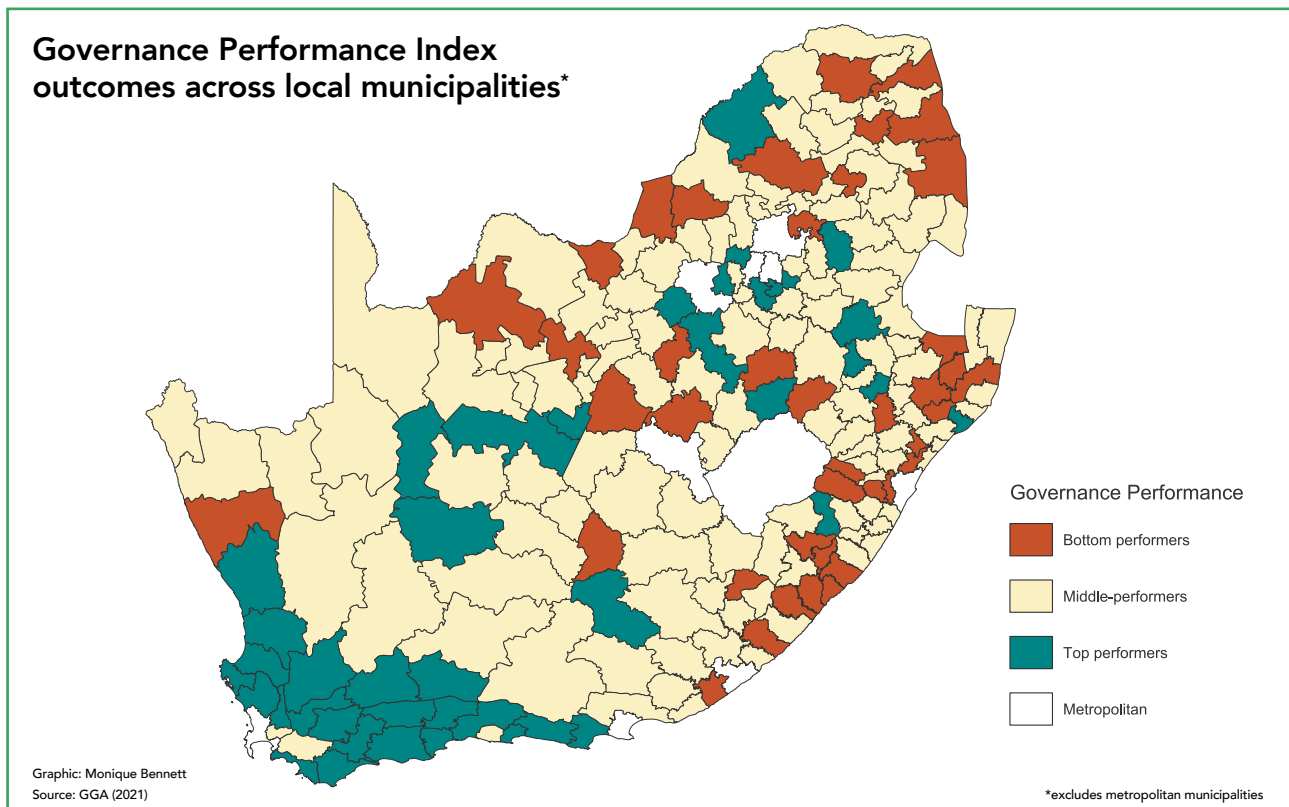 Governance Performance Index
outcomes across local municipalities*
Governance Performance
Bottom performers
Middle-performers
Top performers
Metropolitan
Graphic: Monique Bennett
Source: GGA (2021)
*excludes metropolitan municipalities